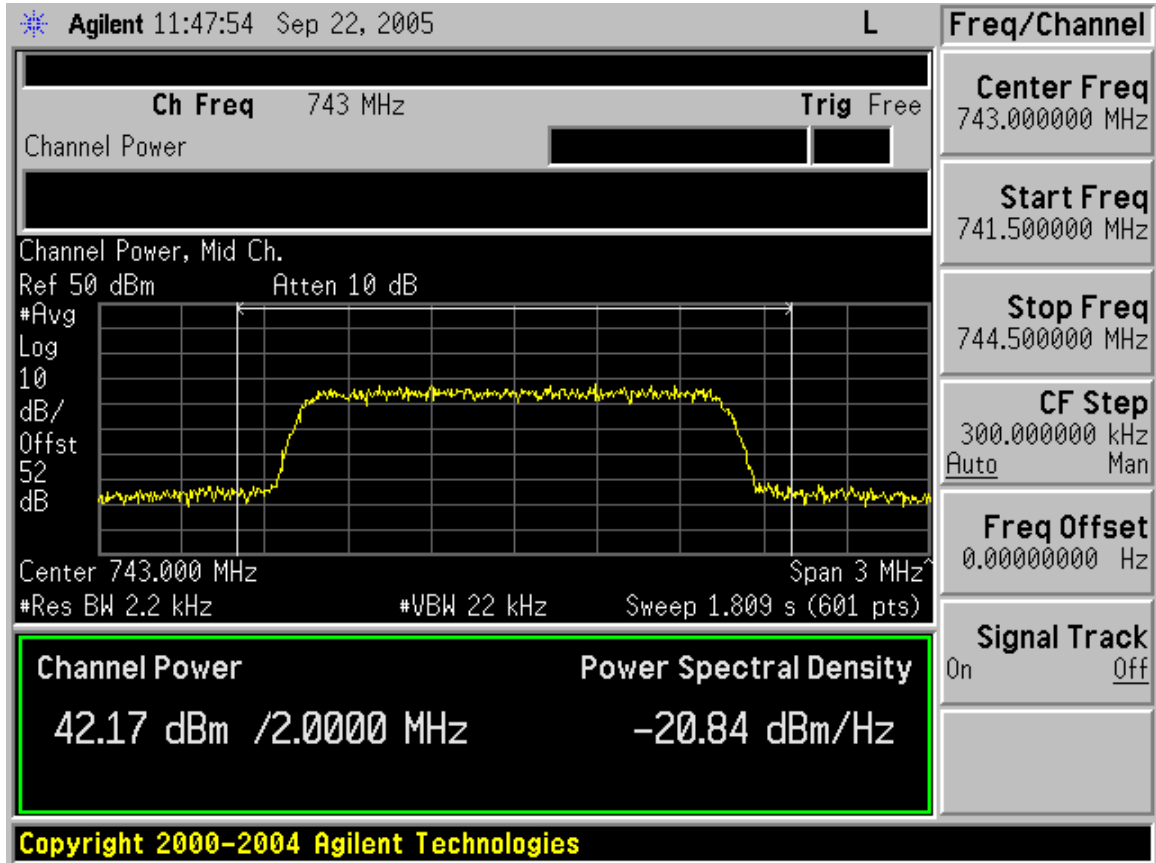 Agilent 11:47:54 Sep 22, 2005 L
Freq/Channel
Ch Freq 743 MHz Trig Free
Channel Power
Channel Power, Mid Ch.
Ref 50 dBm Atten 10 dB
#Avg
Log
10
dB/
Offst
52
dB
Center 743.000 MHz Span 3 MHz^
#Res BW 2.2 kHz #VBW 22 kHz Sweep 1.809 s (601 pts)
Channel Power Power Spectral Density
42.17 dBm /2.0000 MHz -20.84 dBm/Hz
Center Freq
743.000000 MHz
Start Freq
741.500000 MHz
Stop Freq
744.500000 MHz
CF Step
300.000000 kHz
Auto Man
Freq Offset
0.00000000 Hz
Signal Track
On Off
Copyright 2000-2004 Agilent Technologies